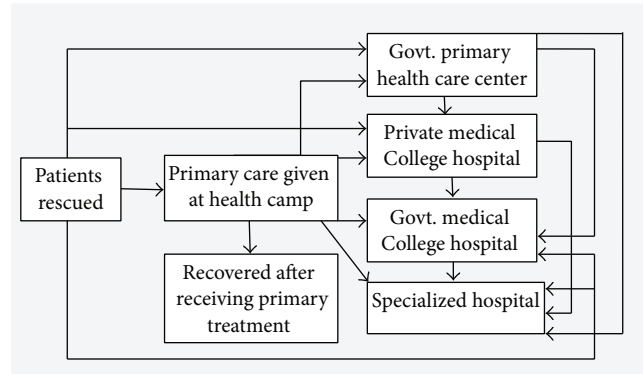 Govt. primary
health care center
Private medical
College hospital
Patients
rescued
Primary care given
at health camp
Govt. medical
College hospital
Recovered after
receiving primary
treatment
Specialized hospital